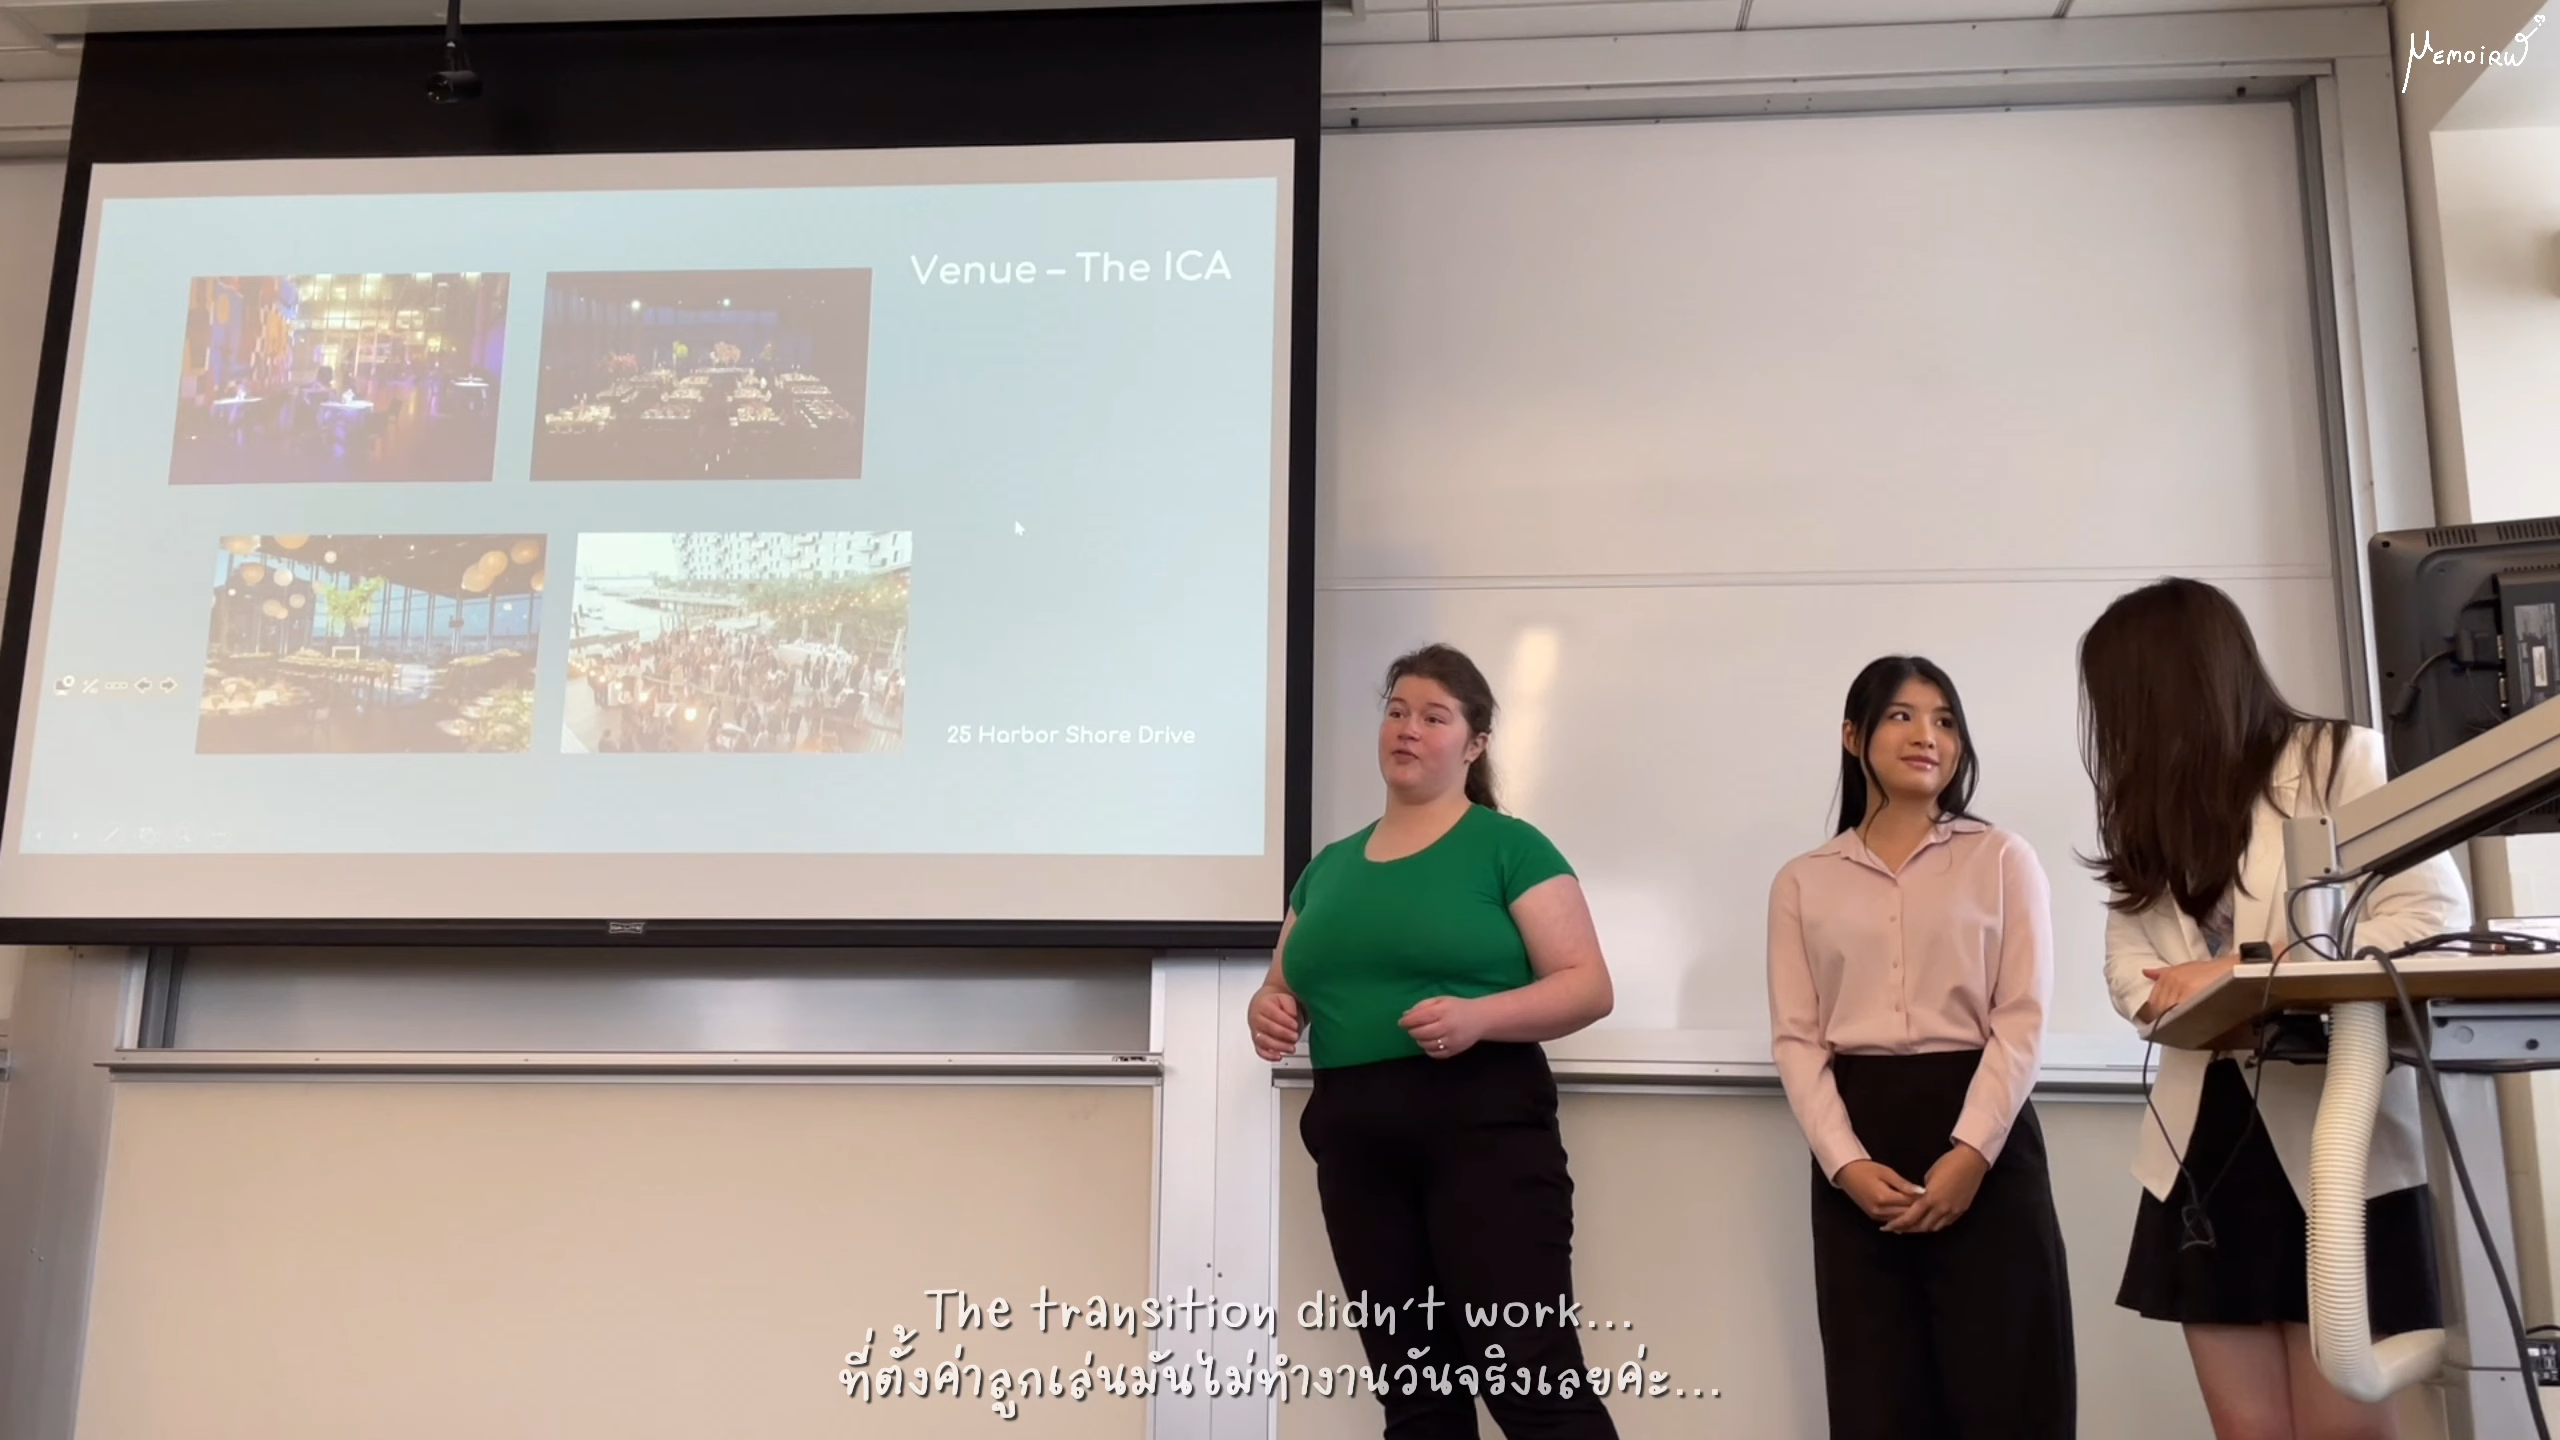 Memoirw
Venue – The ICA
25 Harbor Shore Drive
The transition didn't work...
ที่ตั้งค่าลูกเล่นมันไม่ทำงานวันจริงเลยค่ะ...